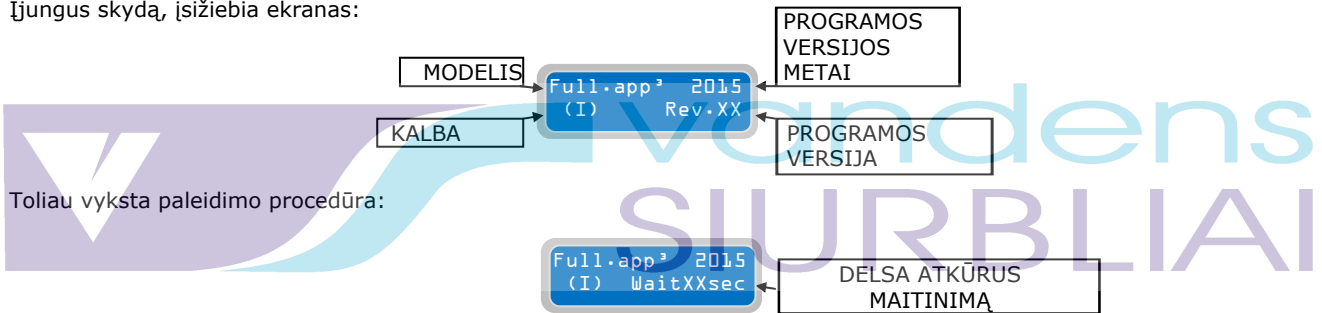 Įjungus skydą, įsižiebia ekranas:
PROGRAMOS
VERSIJOS
METAI
MODELIS
Full.app³ 2015
(I) Rev.XX
KALBA
PROGRAMOS
VERSIJA
vandens
SIURBLIAI
Toliau vyksta paleidimo procedūra:
Full.app³ 2015
(I) WaitXXsec
DELSA ATKŪRUS
MAITINIMĄ